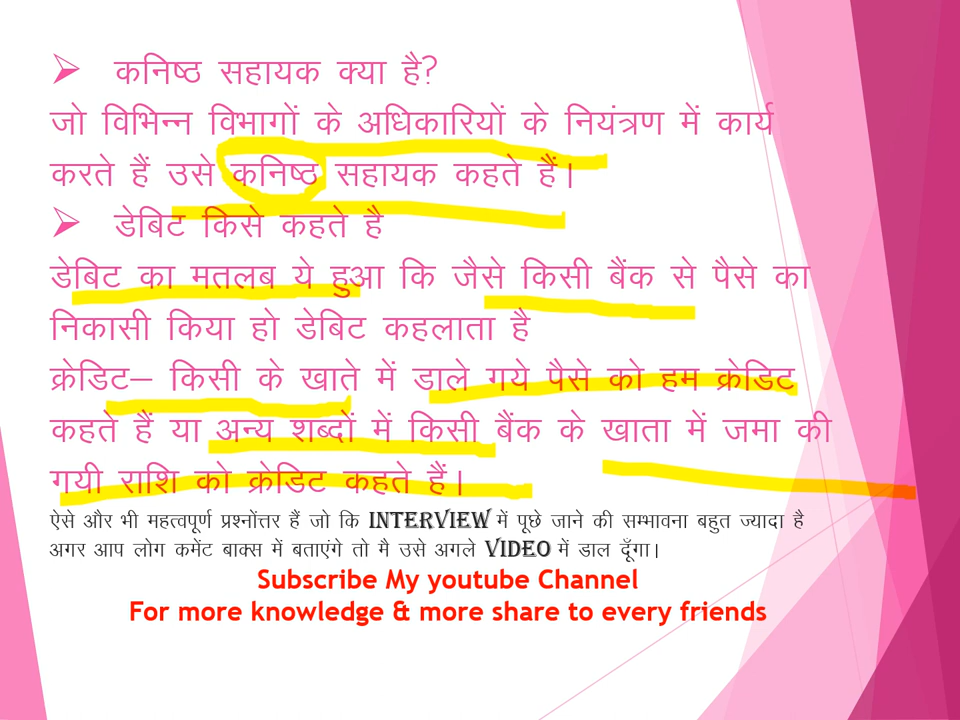 ➢ कनिष्ठ सहायक क्या है?
जो विभिन्न विभागों के अधिकारियों के नियंत्रण में कार्य
करते हैं उसे कनिष्ठ सहायक कहते हैं।
➢ डेबिट किसे कहते है
डेबिट का मतलब ये हुआ कि जैसे किसी बैंक से पैसे का
निकासी किया हो डेबिट कहलाता है
क्रेडिट– किसी के खाते में डाले गये पैसे को हम क्रेडिट
कहते हैं या अन्य शब्दों में किसी बैंक के खाता में जमा की
गयी राशि को क्रेडिट कहते हैं।
ऐसे और भी महत्वपूर्ण प्रश्नोंत्तर हैं जो कि INTERVIEW में पूछे जाने की सम्भावना बहुत ज्यादा है
अगर आप लोग कमेंट बाक्स में बताएंगे तो मै उसे अगले VIDEO में डाल दूँगा।
Subscribe My youtube Channel
For more knowledge & more share to every friends